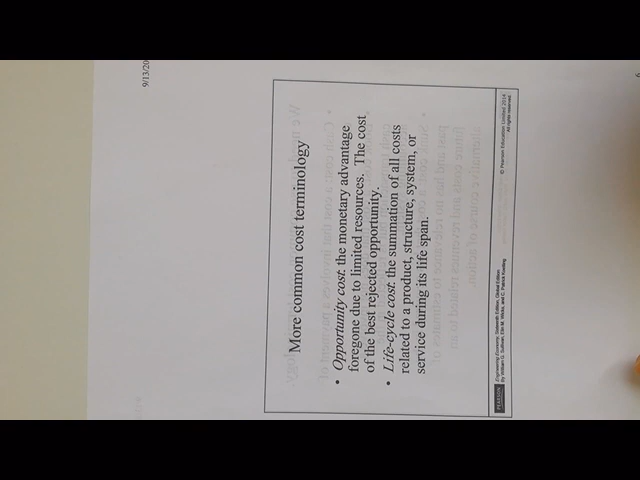 9/13/20
More common cost terminology
• Opportunity cost: the monetary advantage
foregone due to limited resources. The cost
of the best rejected opportunity.
• Life-cycle cost: the summation of all costs
related to a product, structure, system, or
service during its life span.
PEARSON
Engineering Economy, Sixteenth Edition, Global Edition
By William G. Sullivan, Elin M. Wicks, and C. Patrick Koelling
© Pearson Education Limited 2014
All rights reserved.